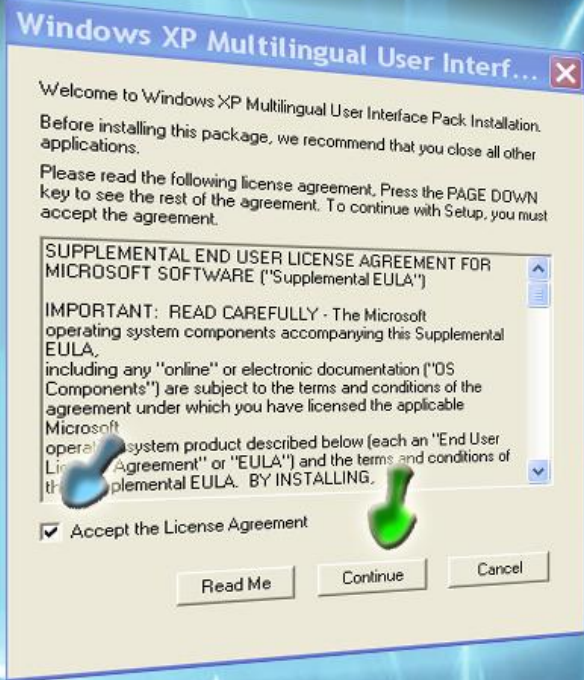 Windows XP Multilingual User Interf...
Welcome to Windows XP Multilingual User Interface Pack Installation.
Before installing this package, we recommend that you close all other
applications.
Please read the following license agreement. Press the PAGE DOWN
key to see the rest of the agreement. To continue with Setup, you must
accept the agreement.
SUPPLEMENTAL END USER LICENSE AGREEMENT FOR
MICROSOFT SOFTWARE ("Supplemental EULA")
IMPORTANT: READ CAREFULLY - The Microsoft
operating system components accompanying this Supplemental
EULA,
including any "online" or electronic documentation ("OS
Components") are subject to the terms and conditions of the
agreement under which you have licensed the applicable
Microsoft
system product described below (each an "End User
Agreement" or "EULA") and the terms and conditions of
EULA. BY INSTALLING,
Accept the License Agreement
Read Me
Continue
Cancel